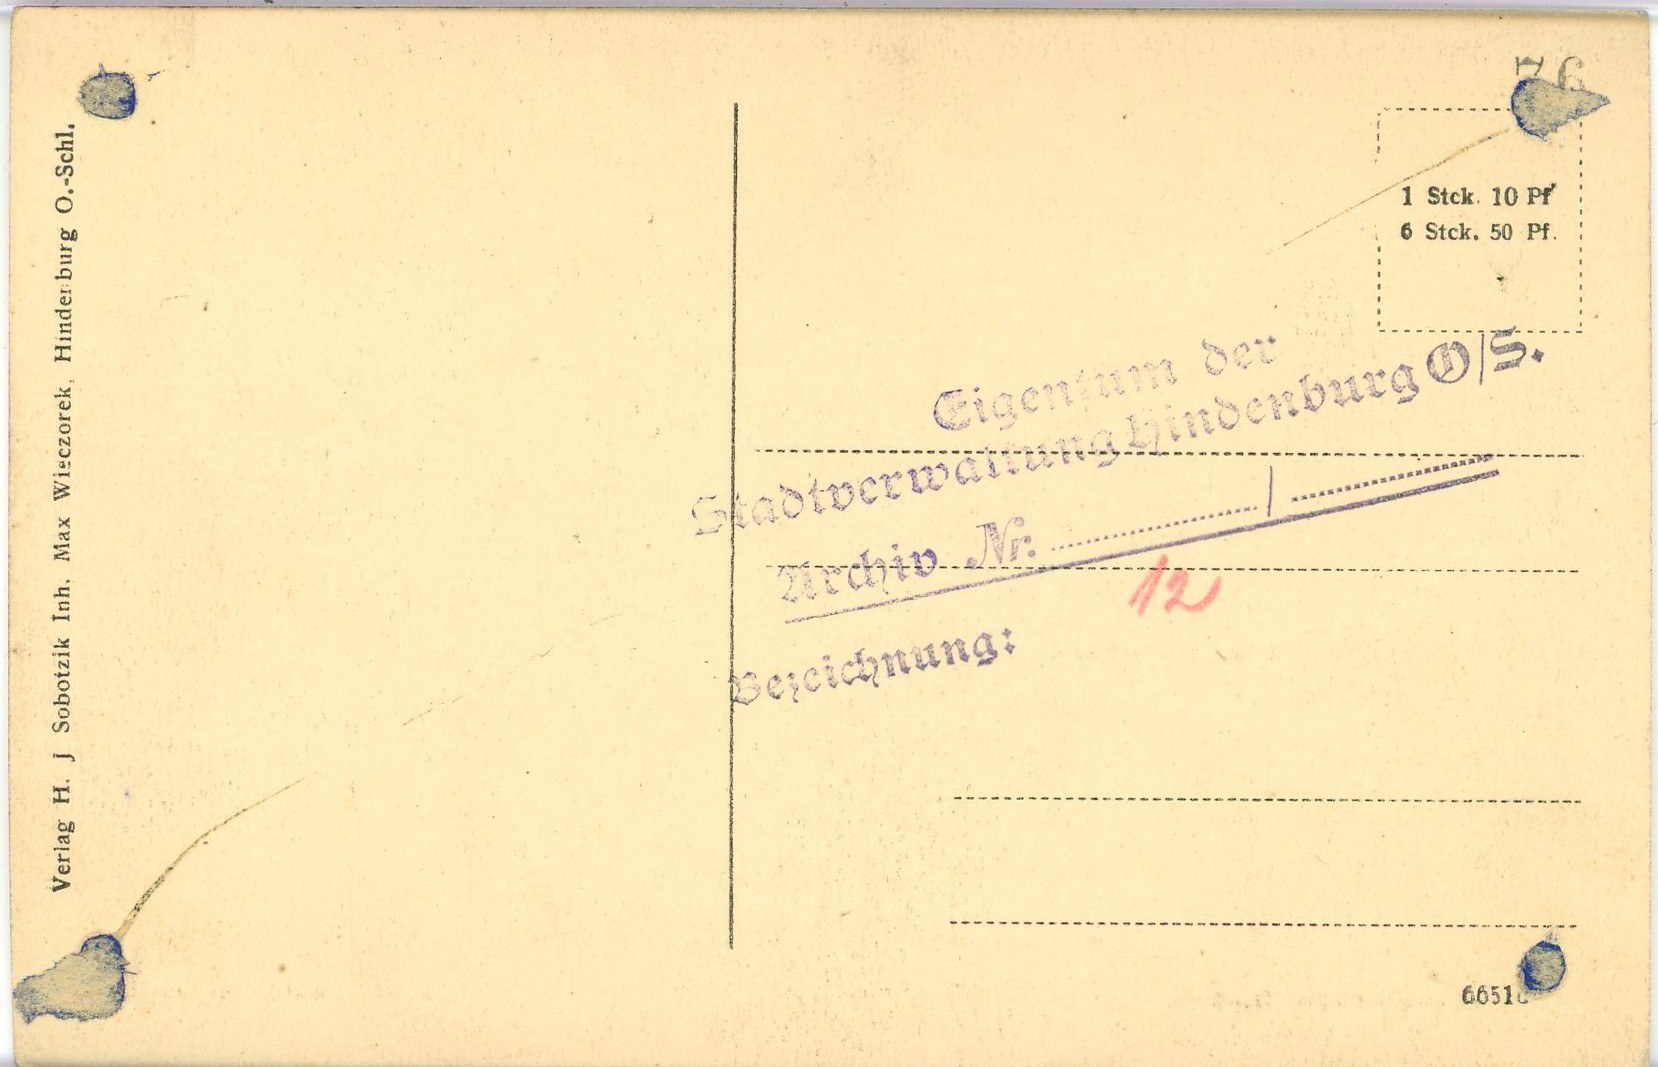 Verlag H. J Sobotzik Inh. Max Wieczorek, Hindenburg O.-Schl.
1 Stck. 10 Pf
6 Stck. 50 Pf.
Eigentum der
Stadtverwaltung Hindenburg O/S.
Archiv Nr. ............ / ............
12
Bezeichnung: